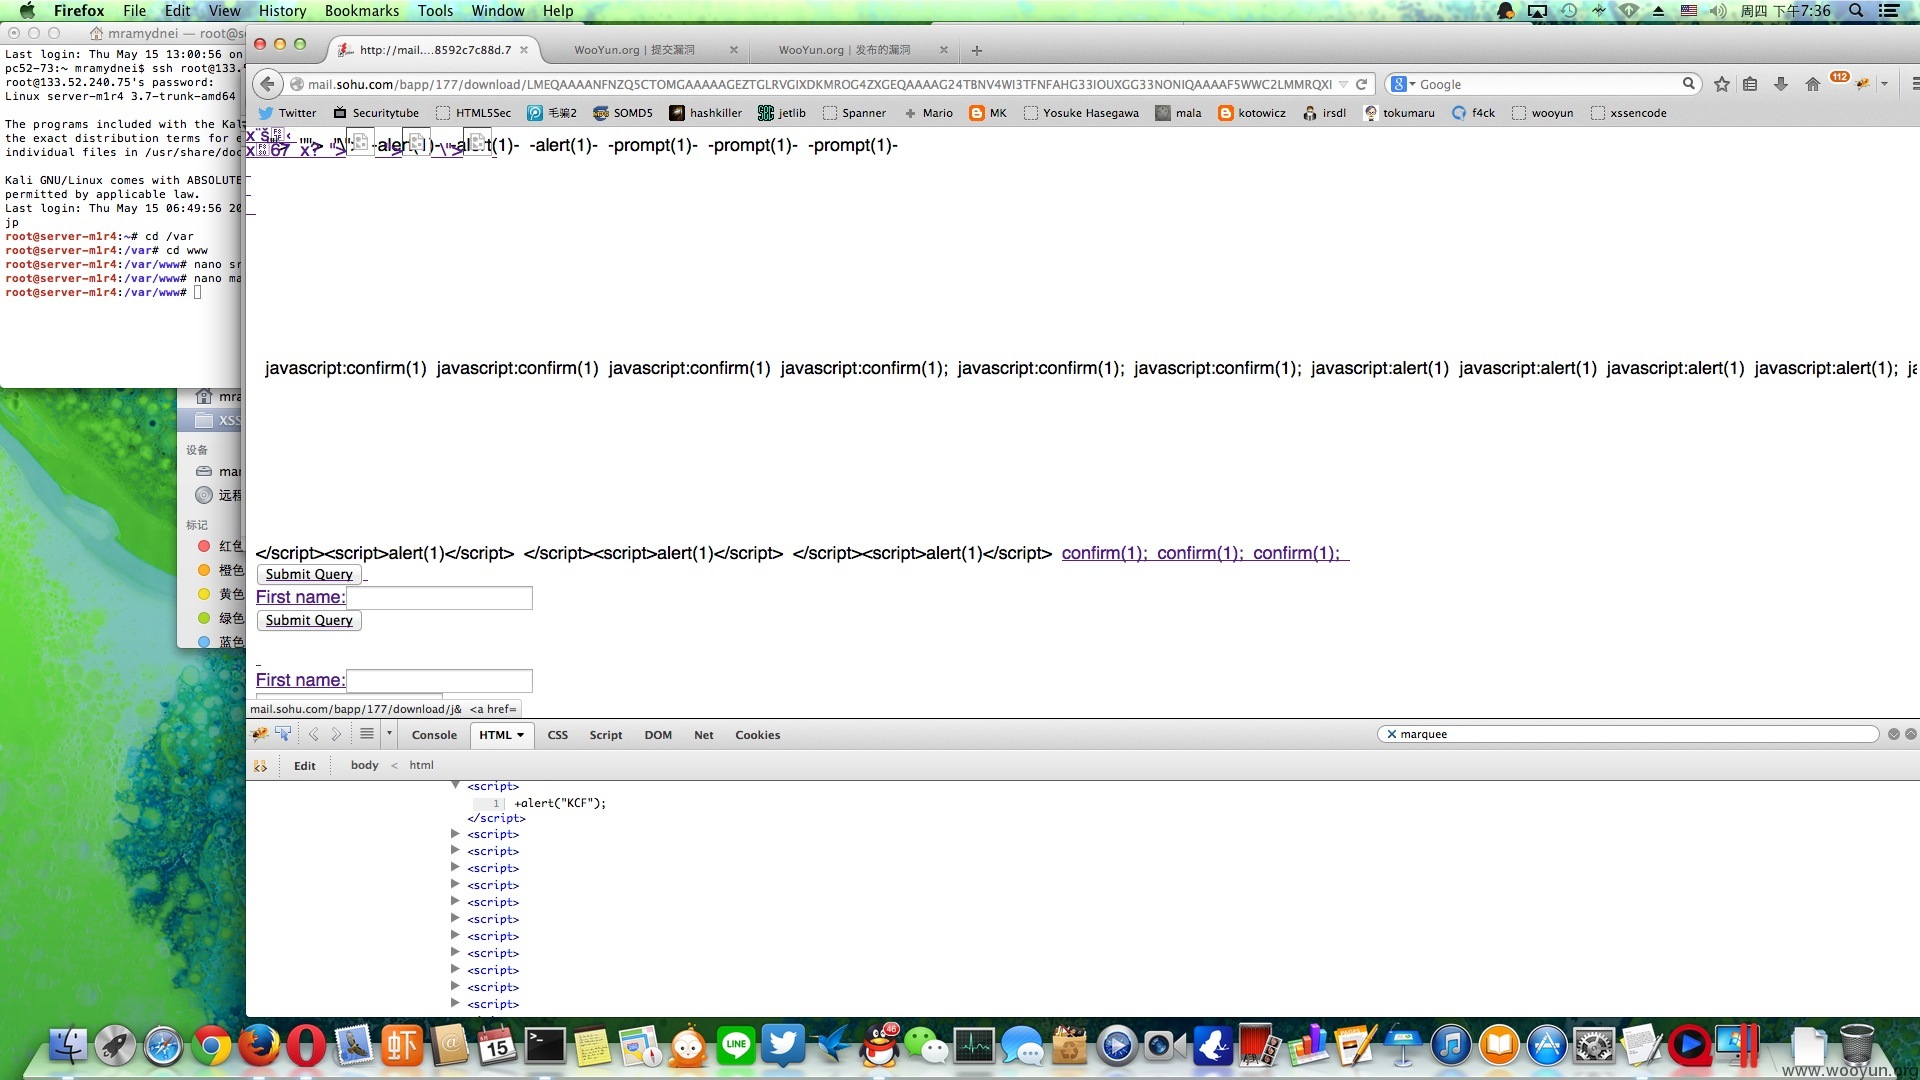 Firefox File Edit View History Bookmarks Tools Window Help 周四 下午7:36
mramydnei — root@s
Last login: Thu May 15 13:00:56 on
pc52-73:~ mramydnei$ ssh root@133.5
root@133.52.240.75's password:
Linux server-m1r4 3.7-trunk-amd64
The programs included with the Kal
the exact distribution terms for e
individual files in /usr/share/doc
Kali GNU/Linux comes with ABSOLUTE
permitted by applicable law.
Last login: Thu May 15 06:49:56 20
jp
root@server-m1r4:~# cd /var
root@server-m1r4:/var# cd www
root@server-m1r4:/var/www# nano sr
root@server-m1r4:/var/www# nano ma
root@server-m1r4:/var/www#
mra
XSS
设备
mar
远程
标记
红色
橙色
黄色
绿色
蓝色
http://mail....8592c7c88d.7 WooYun.org | 提交漏洞 WooYun.org | 发布的漏洞
mail.sohu.com/bapp/177/download/LMEQAAAANFNZQ5CTOMGAAAAAGEZTGLRVGIXDKMROG4ZXGEQAAAAG24TBNV4WI3TFNFAHG33IOUXGG33NONIQAAAAF5WWC2LMMRQXI Google 112
Twitter Securitytube HTML5Sec 毛骗2 SOMD5 hashkiller jetlib Spanner Mario MK Yosuke Hasegawa mala kotowicz irsdl tokumaru f4ck wooyun xssencode
-alert(1)- -prompt(1)- -prompt(1)- -prompt(1)-
javascript:confirm(1) javascript:confirm(1) javascript:confirm(1) javascript:confirm(1); javascript:confirm(1); javascript:confirm(1); javascript:alert(1) javascript:alert(1) javascript:alert(1) javascript:alert(1);
</script><script>alert(1)</script> </script><script>alert(1)</script> </script><script>alert(1)</script> confirm(1); confirm(1); confirm(1);
Submit Query
First name:
Submit Query
First name:
mail.sohu.com/bapp/177/download/j& <a href=
Console HTML CSS Script DOM Net Cookies marquee
Edit body < html
<script>
1 +alert("KCF");
</script>
<script>
<script>
<script>
<script>
<script>
<script>
<script>
<script>
<script>
<script>
<script>
15 虾 LINE 46
www.wooyun.org